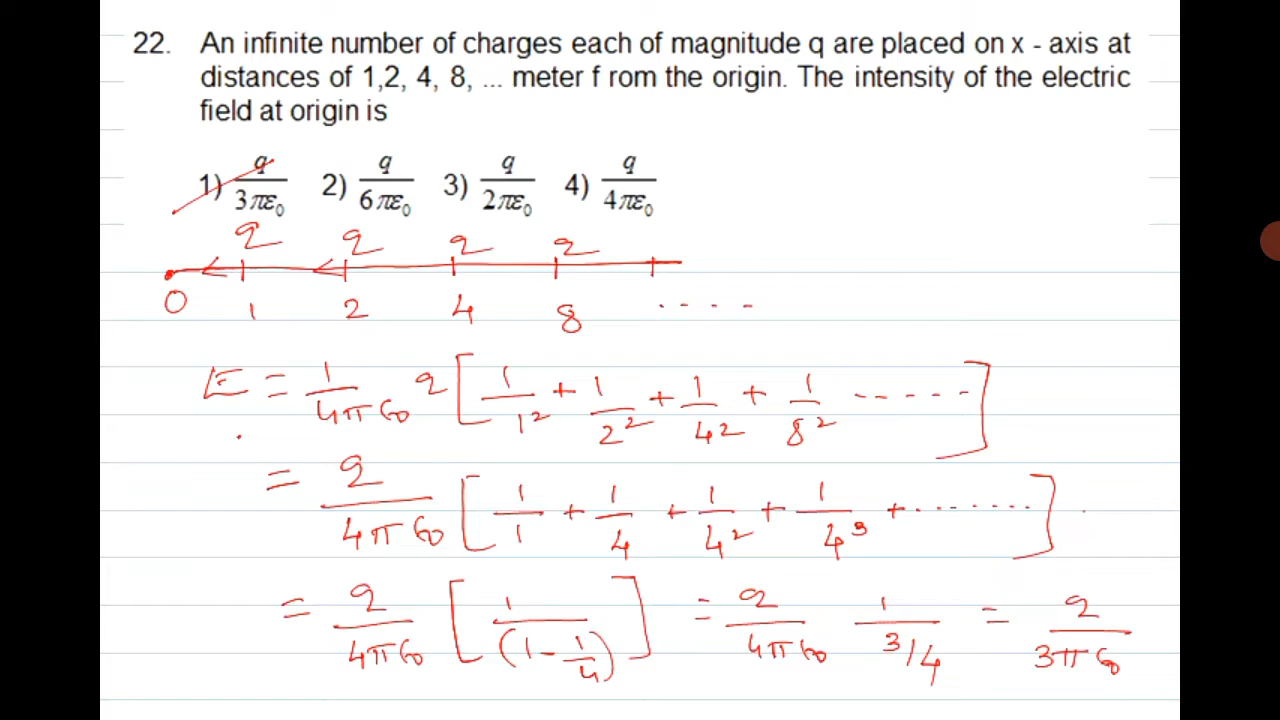 22. An infinite number of charges each of magnitude q are placed on x - axis at
distances of 1,2, 4, 8, ... meter f rom the origin. The intensity of the electric
field at origin is
1) q/3πε₀ 2) q/6πε₀ 3) q/2πε₀ 4) q/4πε₀
q q q q
0 1 2 4 8 .....
E = 1/4πϵ₀ q [ 1/1² + 1/2² + 1/4² + 1/8² ------- ]
= q/4πϵ₀ [ 1/1 + 1/4 + 1/4² + 1/4³ + ........ ]
= q/4πϵ₀ [ 1/(1 - 1/4) ] = q/4πϵ₀ 1/3/4 = q/3πϵ₀